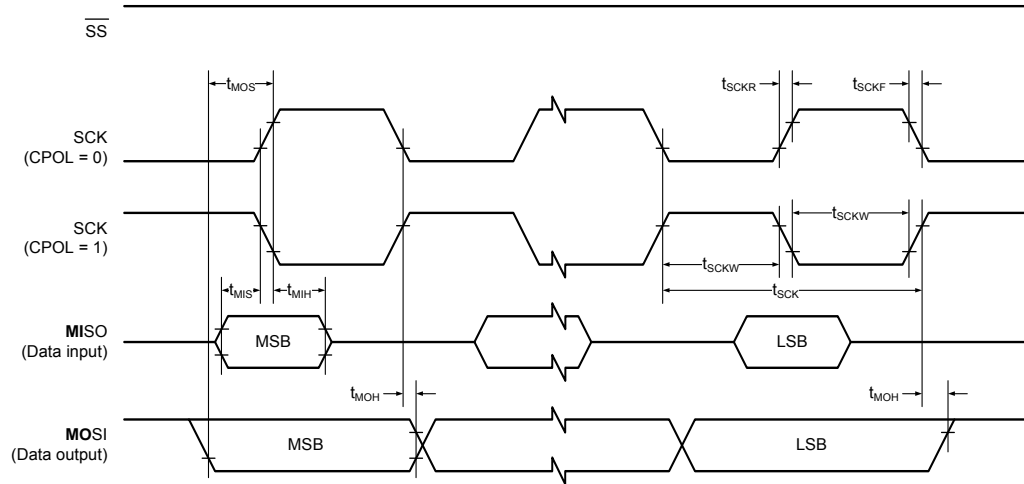 SS
tMOS
tSCKR
tSCKF
SCK
(CPOL = 0)
SCK
(CPOL = 1)
tSCKW
tSCKW
tSCK
tMIS
tMIH
MISO
(Data input)
MSB
LSB
tMOH
tMOH
MOSI
(Data output)
MSB
LSB